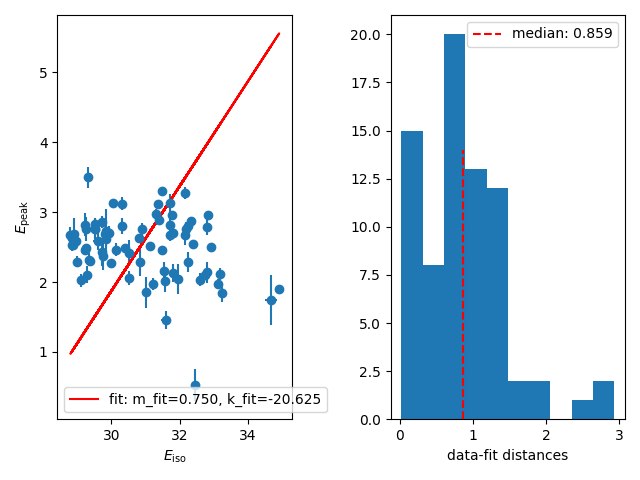 5
4
3
2
1
E_peak
fit: m_fit=0.750, k_fit=-20.625
30 32 34
E_iso
20.0
17.5
15.0
12.5
10.0
7.5
5.0
2.5
0.0
median: 0.859
0 1 2 3
data-fit distances